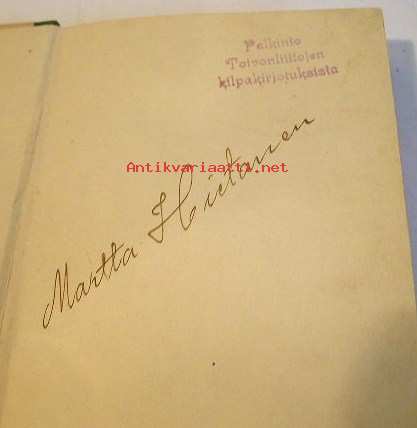 Palkinto
Toivonliittojen
kilpakirjotuksista
Antikvariaatti.net
Martta Hietanen